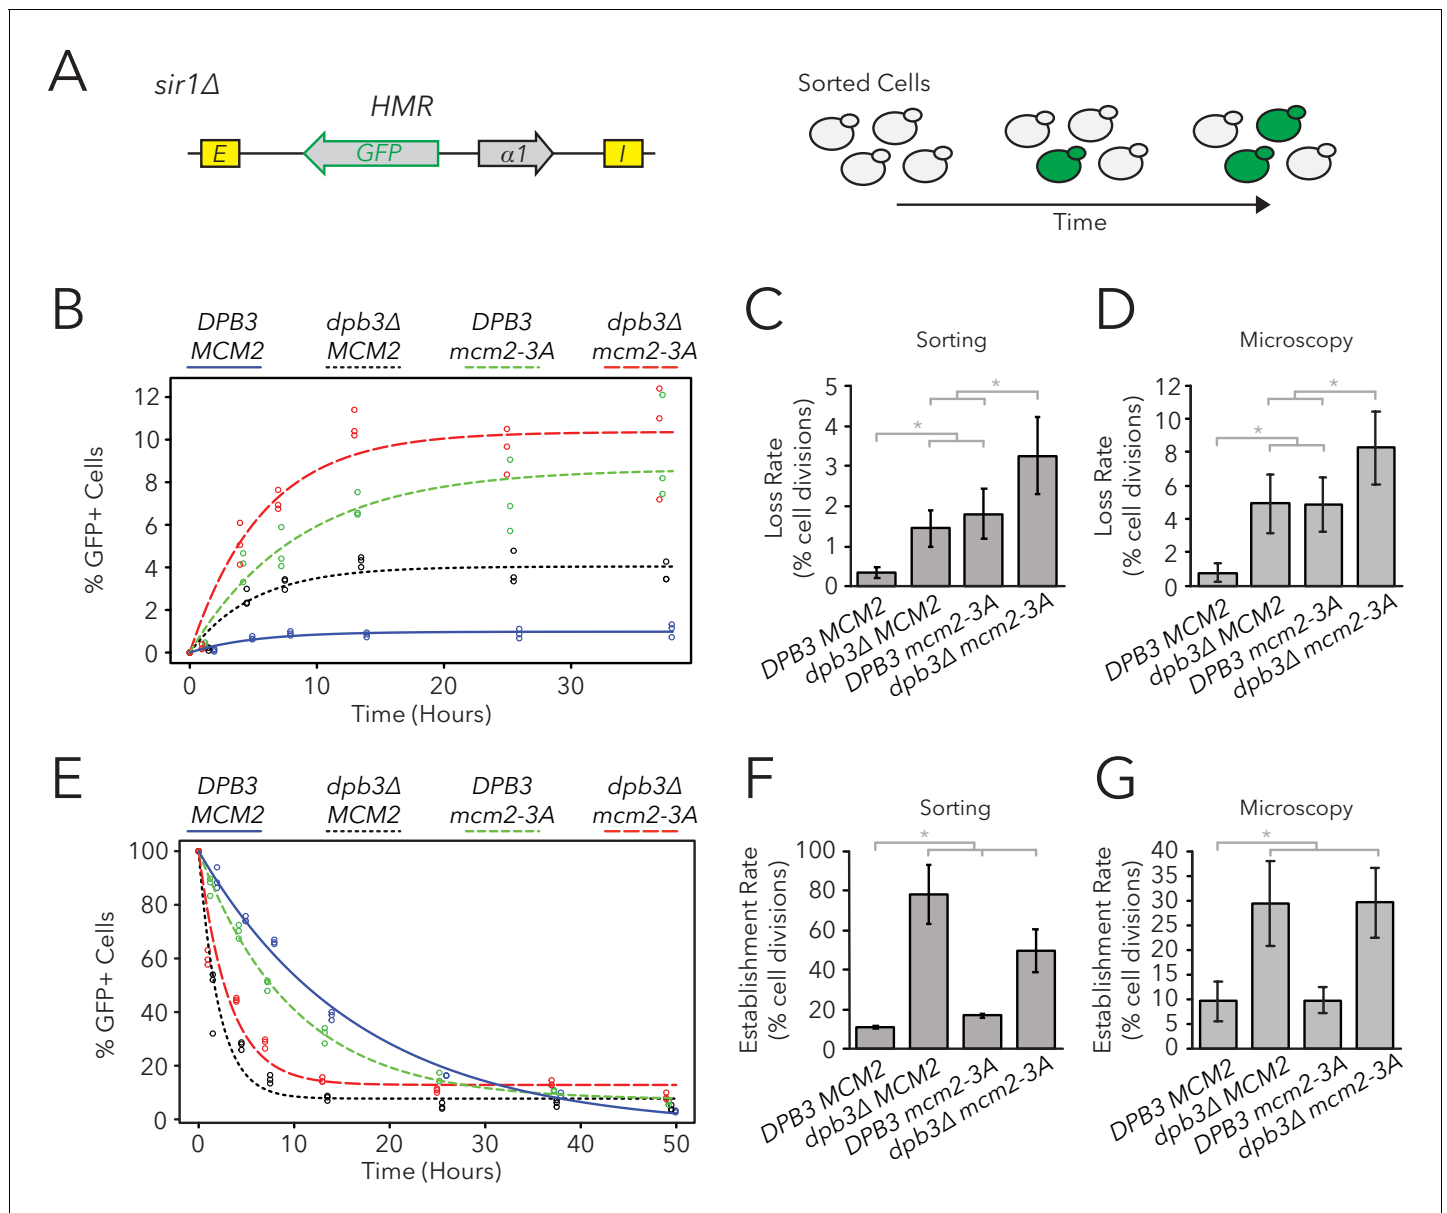 A
sir1Δ
HMR
E
GFP
α1
I
Sorted Cells
Time
B
DPB3 MCM2
dpb3Δ MCM2
DPB3 mcm2-3A
dpb3Δ mcm2-3A
% GFP+ Cells
12
10
8
6
4
2
0
0 10 20 30
Time (Hours)
C
Sorting
Loss Rate
(% cell divisions)
5
4
3
2
1
0
*
*
DPB3 MCM2
dpb3Δ MCM2
DPB3 mcm2-3A
dpb3Δ mcm2-3A
D
Microscopy
Loss Rate
(% cell divisions)
12
10
8
6
4
2
0
*
*
DPB3 MCM2
dpb3Δ MCM2
DPB3 mcm2-3A
dpb3Δ mcm2-3A
E
DPB3 MCM2
dpb3Δ MCM2
DPB3 mcm2-3A
dpb3Δ mcm2-3A
% GFP+ Cells
100
80
60
40
20
0
0 10 20 30 40 50
Time (Hours)
F
Sorting
Establishment Rate
(% cell divisions)
100
80
60
40
20
0
*
DPB3 MCM2
dpb3Δ MCM2
DPB3 mcm2-3A
dpb3Δ mcm2-3A
G
Microscopy
Establishment Rate
(% cell divisions)
40
35
30
25
20
15
10
5
0
*
DPB3 MCM2
dpb3Δ MCM2
DPB3 mcm2-3A
dpb3Δ mcm2-3A